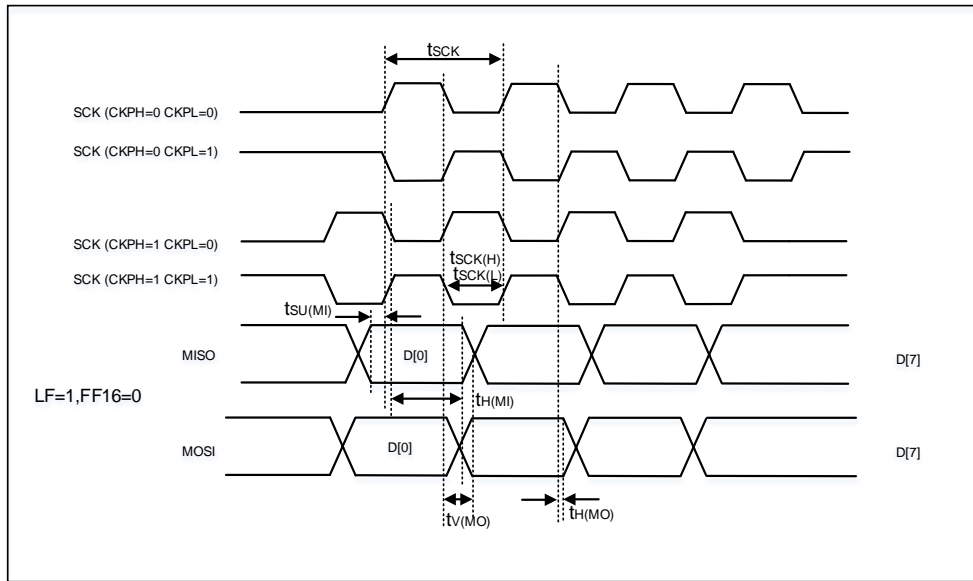 tSCK
SCK (CKPH=0 CKPL=0)
SCK (CKPH=0 CKPL=1)
SCK (CKPH=1 CKPL=0)
tSCK(H)
tSCK(L)
SCK (CKPH=1 CKPL=1)
tSU(MI)
MISO
D[0]
D[7]
LF=1,FF16=0
tH(MI)
MOSI
D[0]
D[7]
tV(MO)
tH(MO)